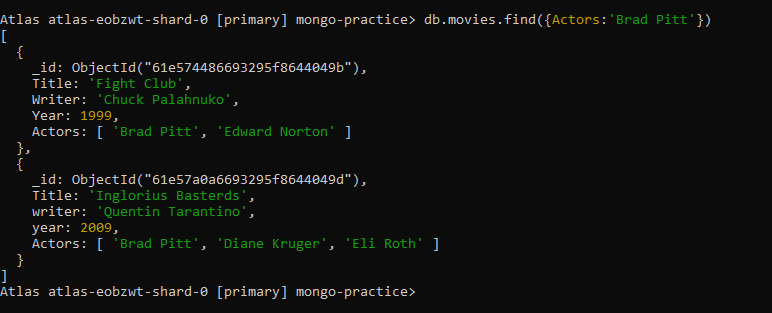 Atlas atlas-eobzwt-shard-0 [primary] mongo-practice> db.movies.find({Actors:'Brad Pitt'})
[
  {
    _id: ObjectId("61e574486693295f8644049b"),
    Title: 'Fight Club',
    Writer: 'Chuck Palahnuko',
    Year: 1999,
    Actors: [ 'Brad Pitt', 'Edward Norton' ]
  },
  {
    _id: ObjectId("61e57a0a6693295f8644049d"),
    Title: 'Inglorius Basterds',
    writer: 'Quentin Tarantino',
    year: 2009,
    Actors: [ 'Brad Pitt', 'Diane Kruger', 'Eli Roth' ]
  }
]
Atlas atlas-eobzwt-shard-0 [primary] mongo-practice>